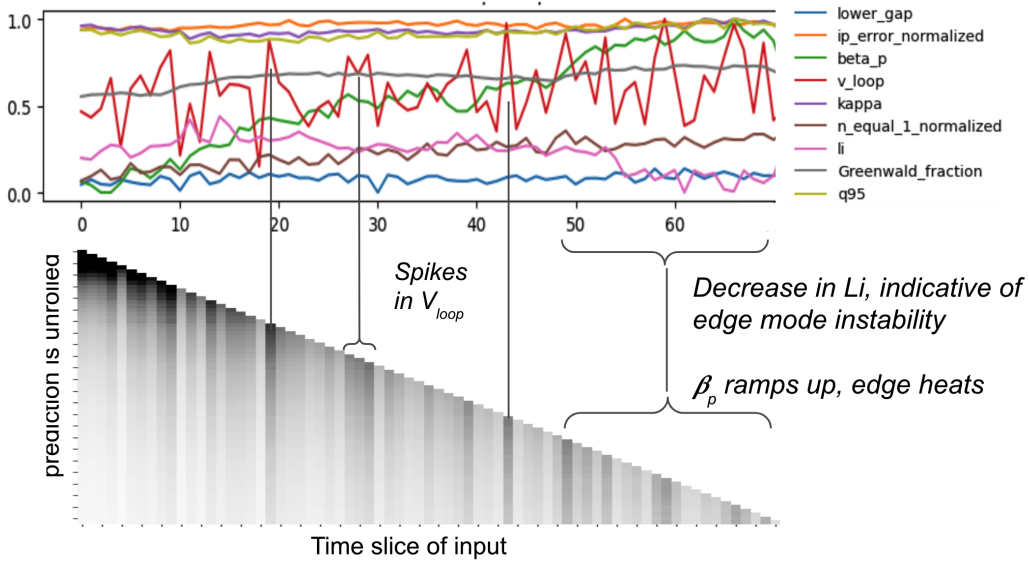 1.0
0.5
0.0
0 10 20 30 40 50 60
lower_gap
ip_error_normalized
beta_p
v_loop
kappa
n_equal_1_normalized
li
Greenwald_fraction
q95
Spikes
in Vloop
Decrease in Li, indicative of
edge mode instability
βp ramps up, edge heats
prediction is unrolled
Time slice of input